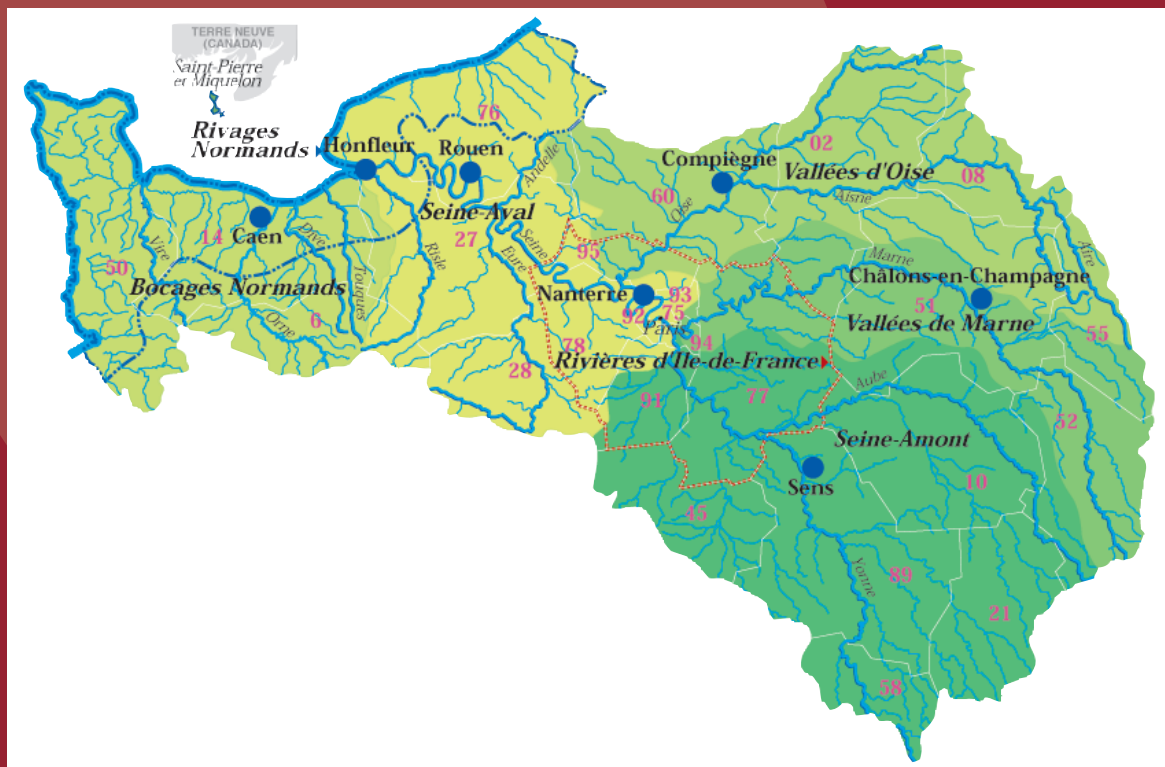 TERRE NEUVE
(CANADA)
Saint-Pierre
et Miquelon
Rivages
Normands
Honfleur
Rouen
76
Andelle
Compiègne
02
Vallées d'Oise
08
60
Oise
Aisne
Seine-Aval
14
Caen
Dive
Vire
27
Risle
Eure
Seine
95
Marne
Aire
50
Bocages Normands
Touques
Orne
6
Nanterre
93
92
75
Paris
94
Châlons-en-Champagne
51
Vallées de Marne
55
78
Rivières d'Ile-de-France
28
91
77
Aube
52
Seine-Amont
Sens
10
45
Yonne
89
21
58